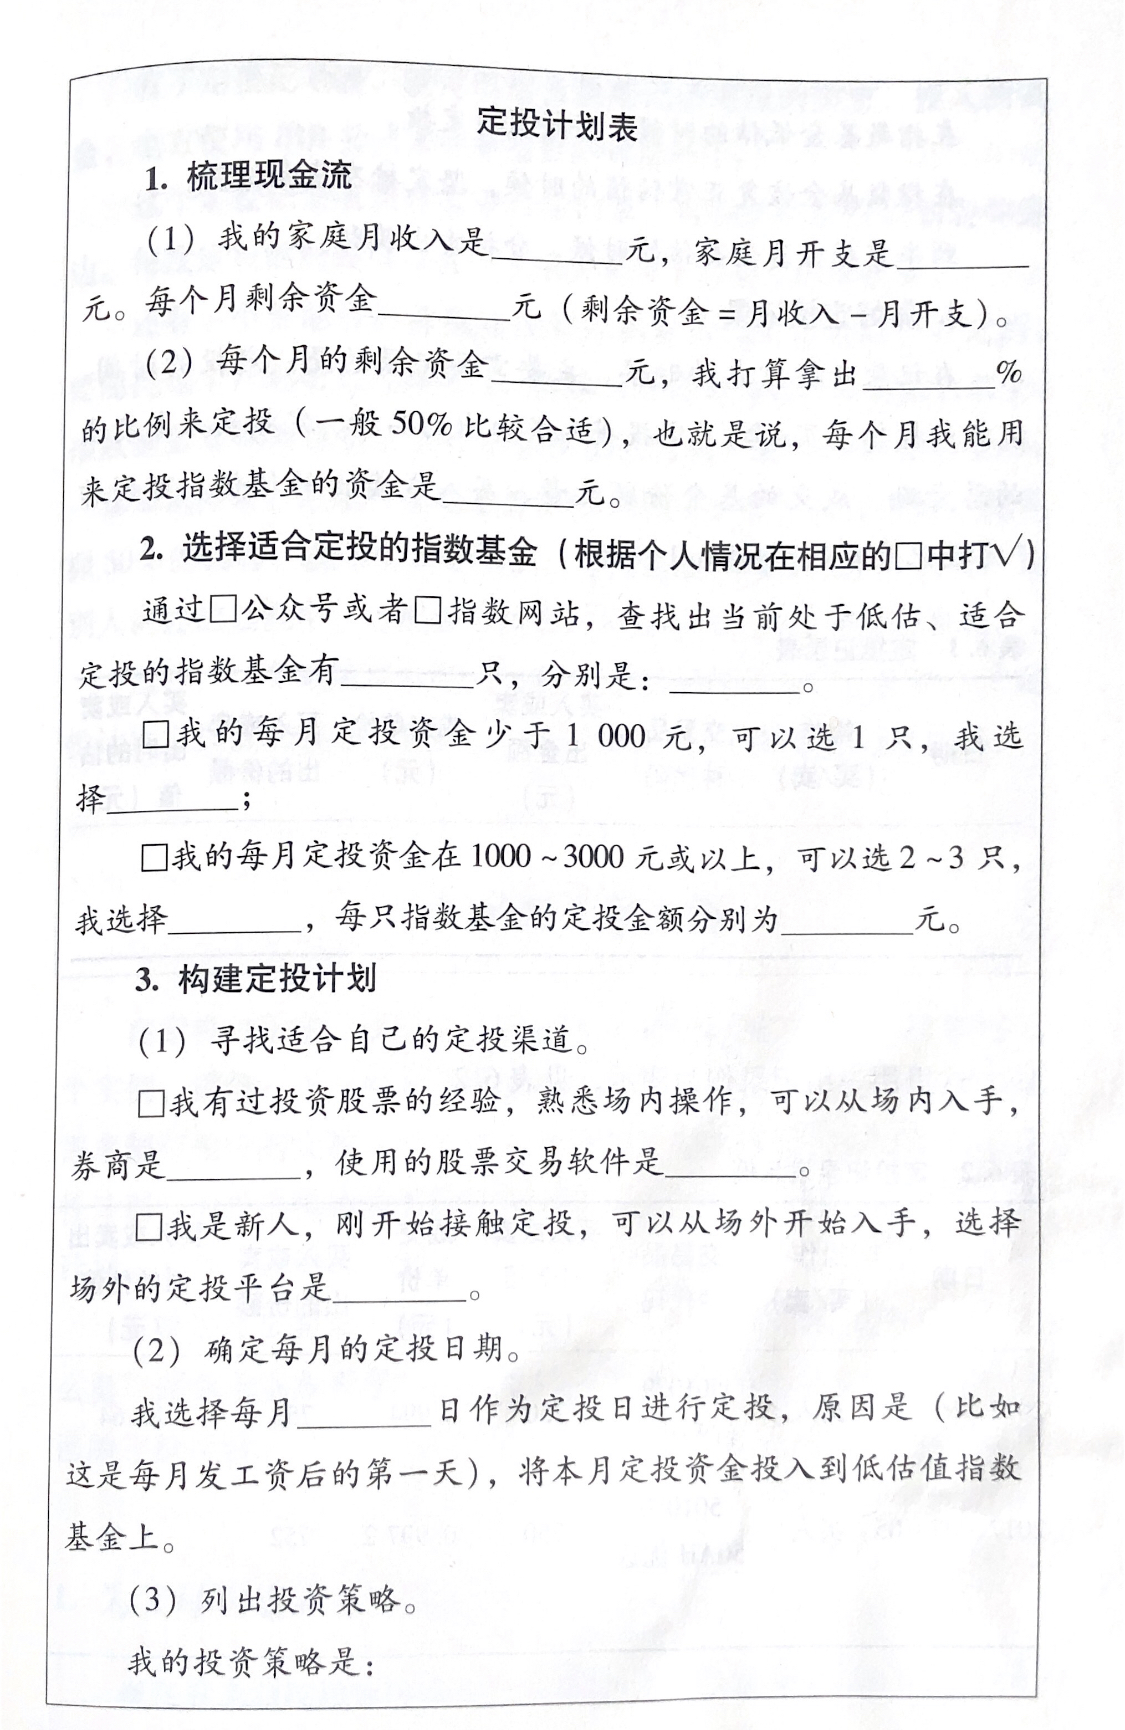 定投计划表
1. 梳理现金流
(1) 我的家庭月收入是________元，家庭月开支是________
元。每个月剩余资金________元（剩余资金=月收入-月开支）。
(2) 每个月的剩余资金________元，我打算拿出________%
的比例来定投（一般50%比较合适），也就是说，每个月我能用
来定投指数基金的资金是________元。
2. 选择适合定投的指数基金（根据个人情况在相应的□中打√）
通过□公众号或者□指数网站，查找出当前处于低估、适合
定投的指数基金有________只，分别是：________。
□我的每月定投资金少于1 000元，可以选1只，我选
择________；
□我的每月定投资金在1000~3000元或以上，可以选2~3只，
我选择________，每只指数基金的定投金额分别为________元。
3. 构建定投计划
(1) 寻找适合自己的定投渠道。
□我有过投资股票的经验，熟悉场内操作，可以从场内入手，
券商是________，使用的股票交易软件是________。
□我是新人，刚开始接触定投，可以从场外开始入手，选择
场外的定投平台是________。
(2) 确定每月的定投日期。
我选择每月________日作为定投日进行定投，原因是（比如
这是每月发工资后的第一天），将本月定投资金投入到低估值指数
基金上。
(3) 列出投资策略。
我的投资策略是：